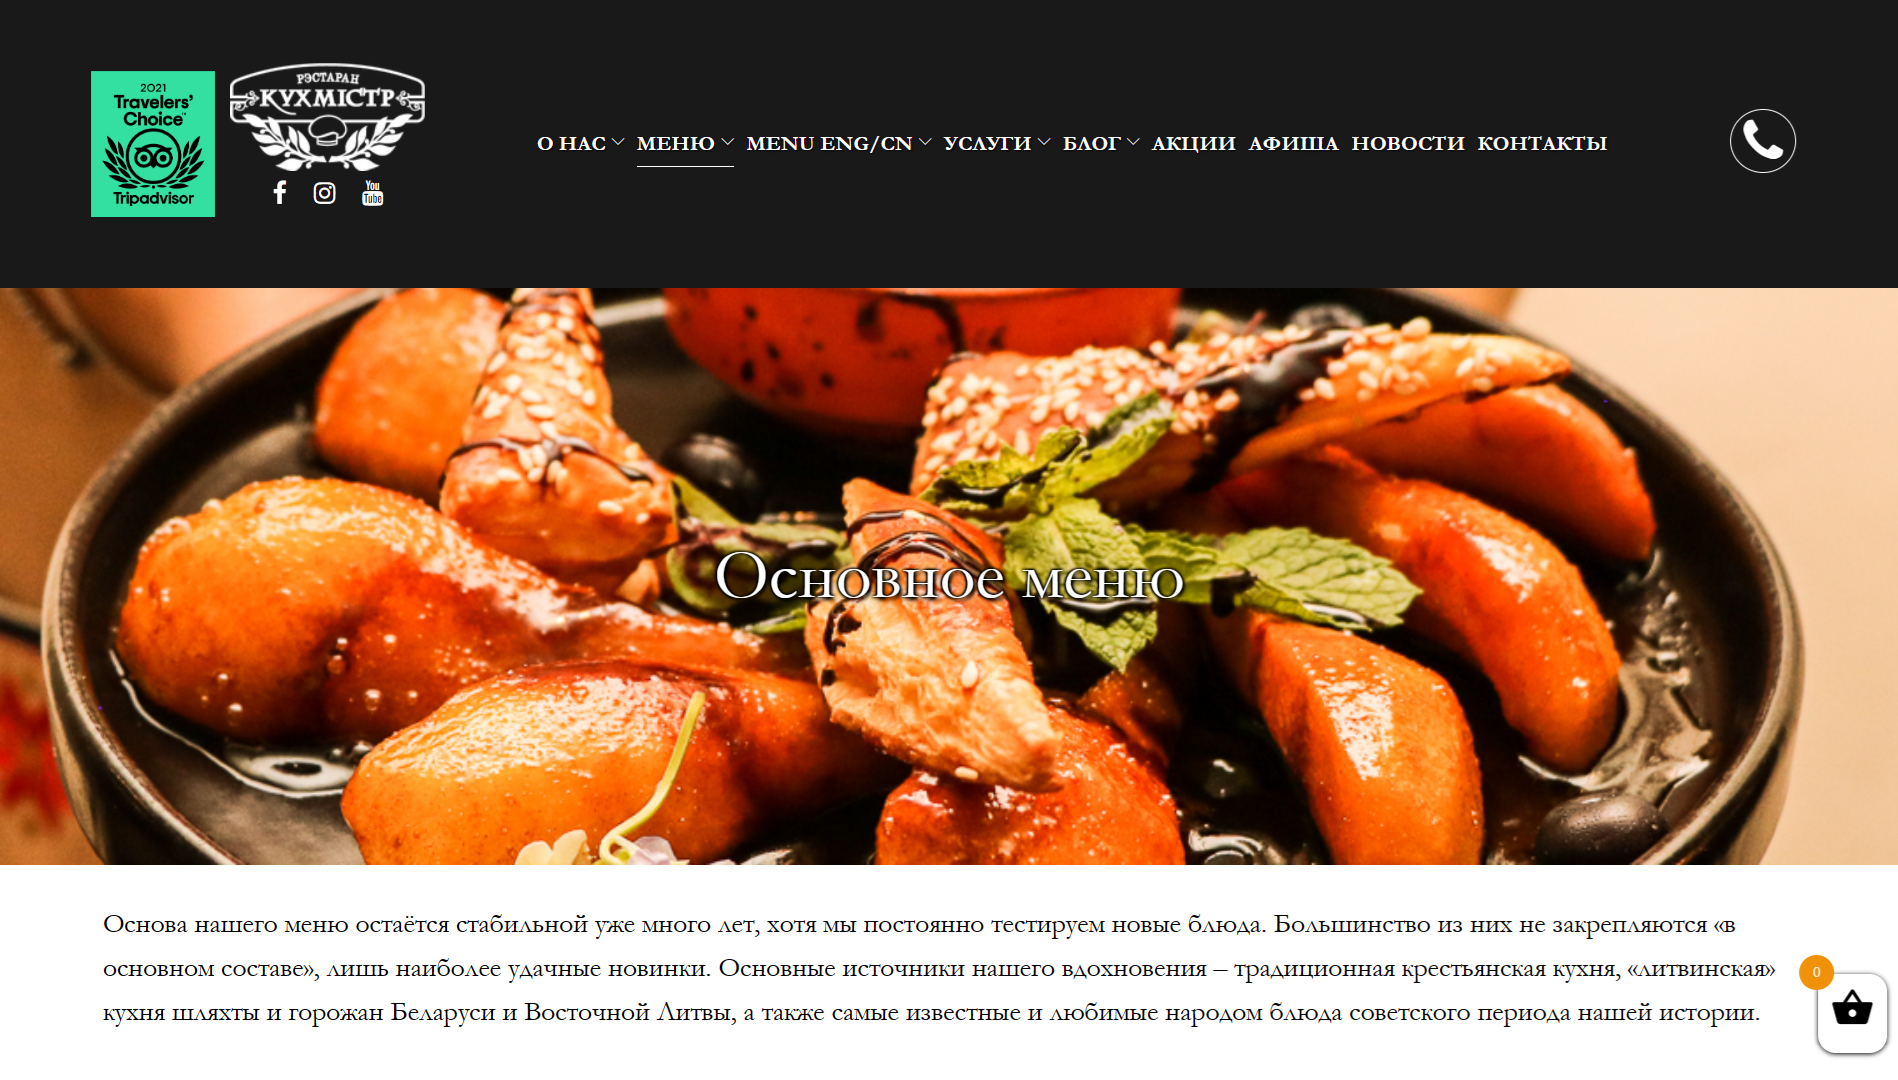 2021
Travelers'
Choice™
Tripadvisor
РЭСТАРАН
КУХМIСТР
You
Tube
О НАС
МЕНЮ
MENU ENG/CN
УСЛУГИ
БЛОГ
АКЦИИ
АФИША
НОВОСТИ
КОНТАКТЫ
Основное меню
Основа нашего меню остаётся стабильной уже много лет, хотя мы постоянно тестируем новые блюда. Большинство из них не закрепляются «в
основном составе», лишь наиболее удачные новинки. Основные источники нашего вдохновения – традиционная крестьянская кухня, «литвинская»
кухня шляхты и горожан Беларуси и Восточной Литвы, а также самые известные и любимые народом блюда советского периода нашей истории.
0